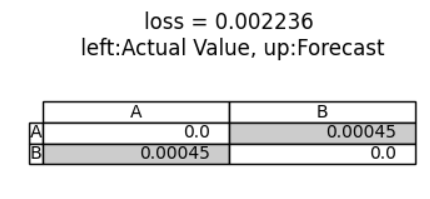 loss = 0.002236
left:Actual Value, up:Forecast
A B
A 0.0 0.00045
B 0.00045 0.0